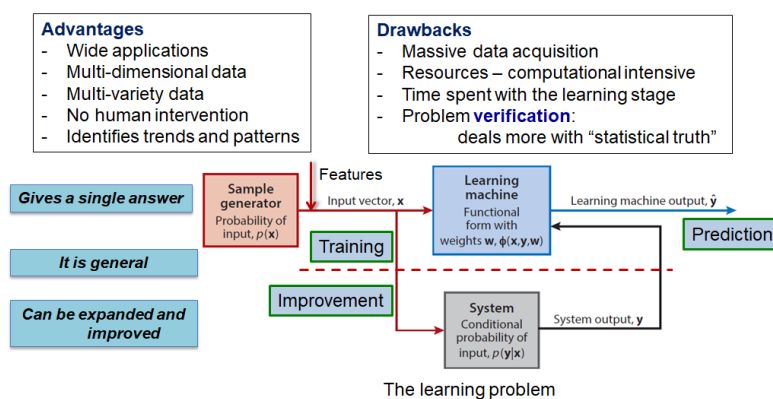 Advantages
- Wide applications
- Multi-dimensional data
- Multi-variety data
- No human intervention
- Identifies trends and patterns
Drawbacks
- Massive data acquisition
- Resources – computational intensive
- Time spent with the learning stage
- Problem verification:
deals more with “statistical truth”
Gives a single answer
It is general
Can be expanded and
improved
Sample
generator
Probability of
input, p(x)
Features
Input vector, x
Training
Improvement
Learning
machine
Functional
form with
weights w, ϕ(x,y,w)
Learning machine output, ŷ
Prediction
System
Conditional
probability of
input, p(y|x)
System output, y
The learning problem